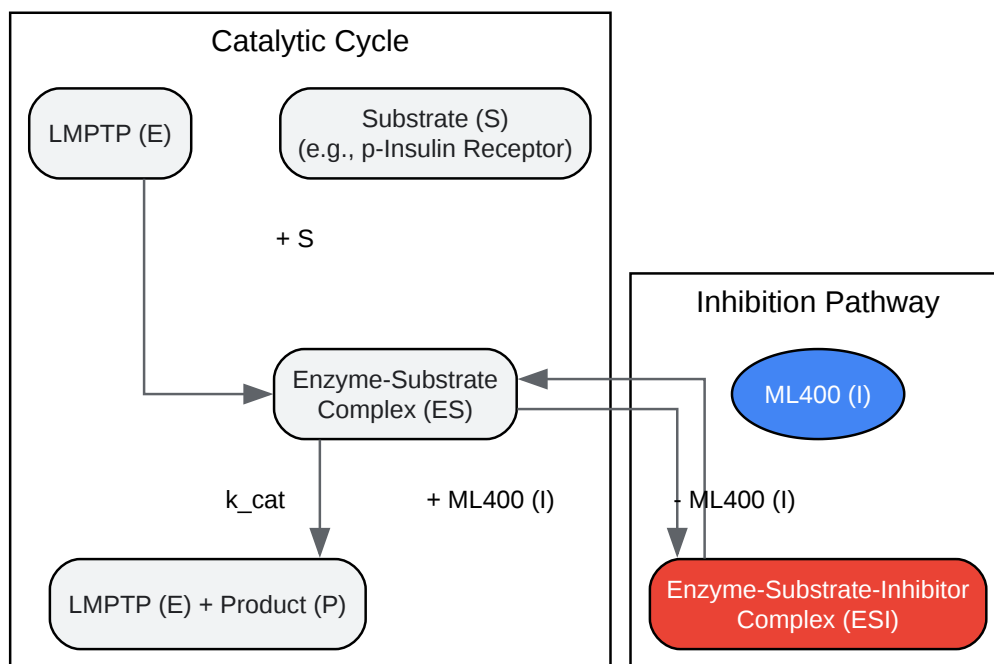 Catalytic Cycle
LMPTP (E)
Substrate (S)
(e.g., p-Insulin Receptor)
+ S
Inhibition Pathway
Enzyme-Substrate
Complex (ES)
ML400 (I)
k_cat
+ ML400 (I)
- ML400 (I)
LMPTP (E) + Product (P)
Enzyme-Substrate-Inhibitor
Complex (ESI)